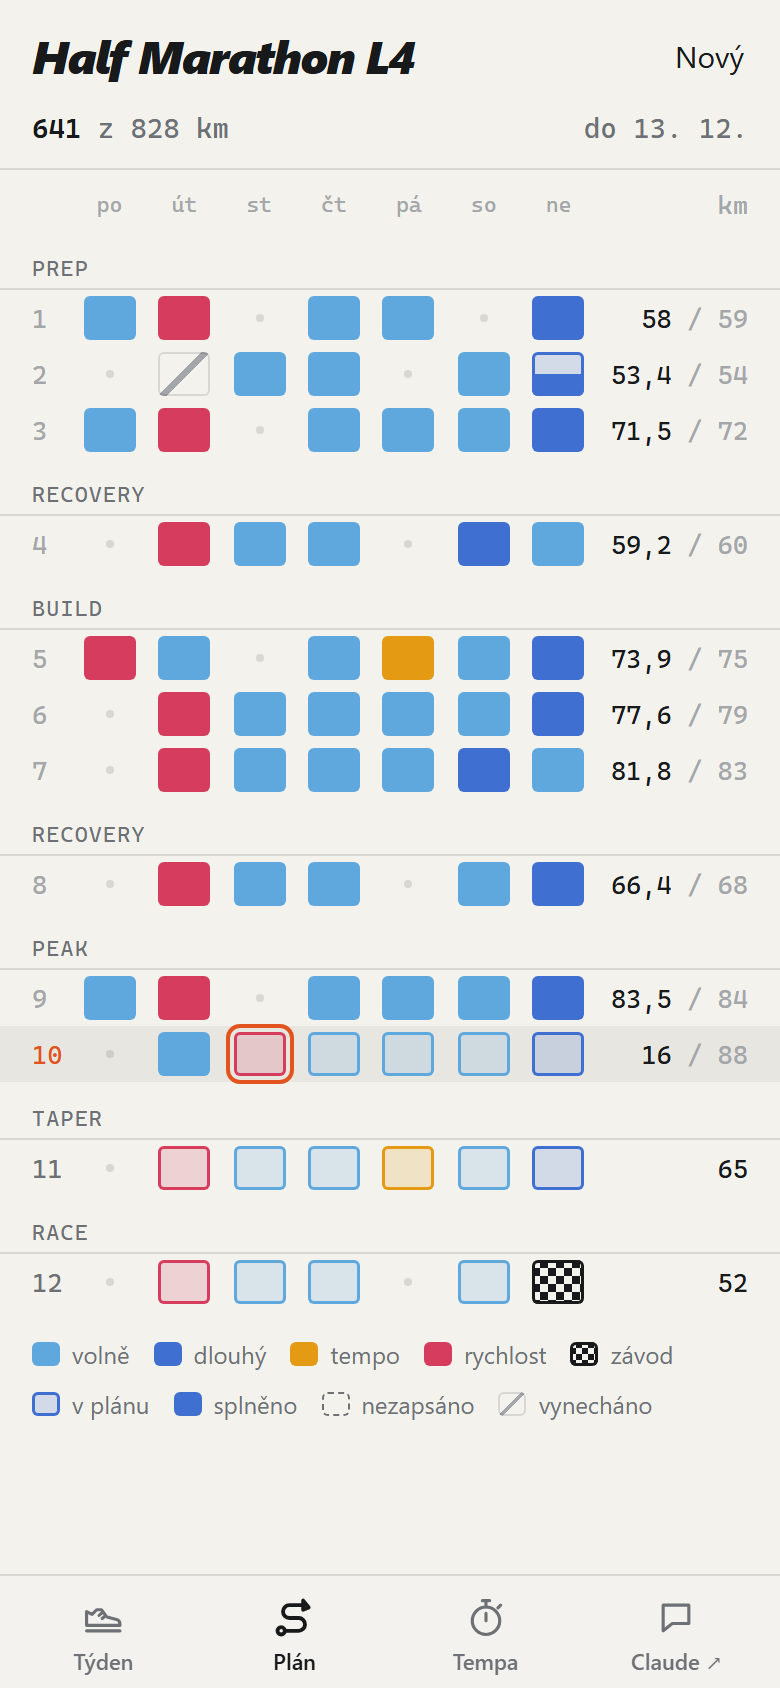 Half Marathon L4
Nový
641 z 828 km
do 13. 12.
po út st čt pá so ne km
PREP
1 58 / 59
2 53,4 / 54
3 71,5 / 72
RECOVERY
4 59,2 / 60
BUILD
5 73,9 / 75
6 77,6 / 79
7 81,8 / 83
RECOVERY
8 66,4 / 68
PEAK
9 83,5 / 84
10 16 / 88
TAPER
11 65
RACE
12 52
volně dlouhý tempo rychlost závod
v plánu splněno nezapsáno vynecháno
Týden Plán Tempa Claude ↗